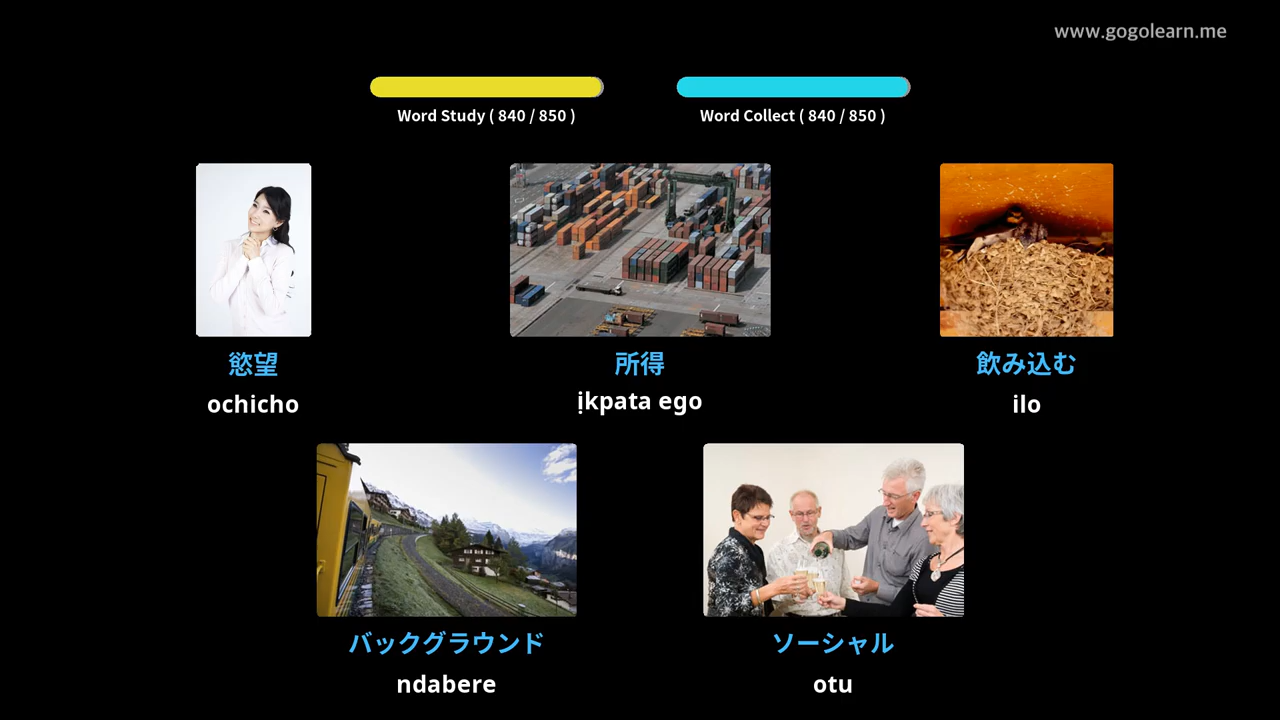 www.gogolearn.me
Word Study ( 840 / 850 )
Word Collect ( 840 / 850 )
慾望
ochicho
所得
ịkpata ego
飲み込む
ilo
バックグラウンド
ndabere
ソーシャル
otu